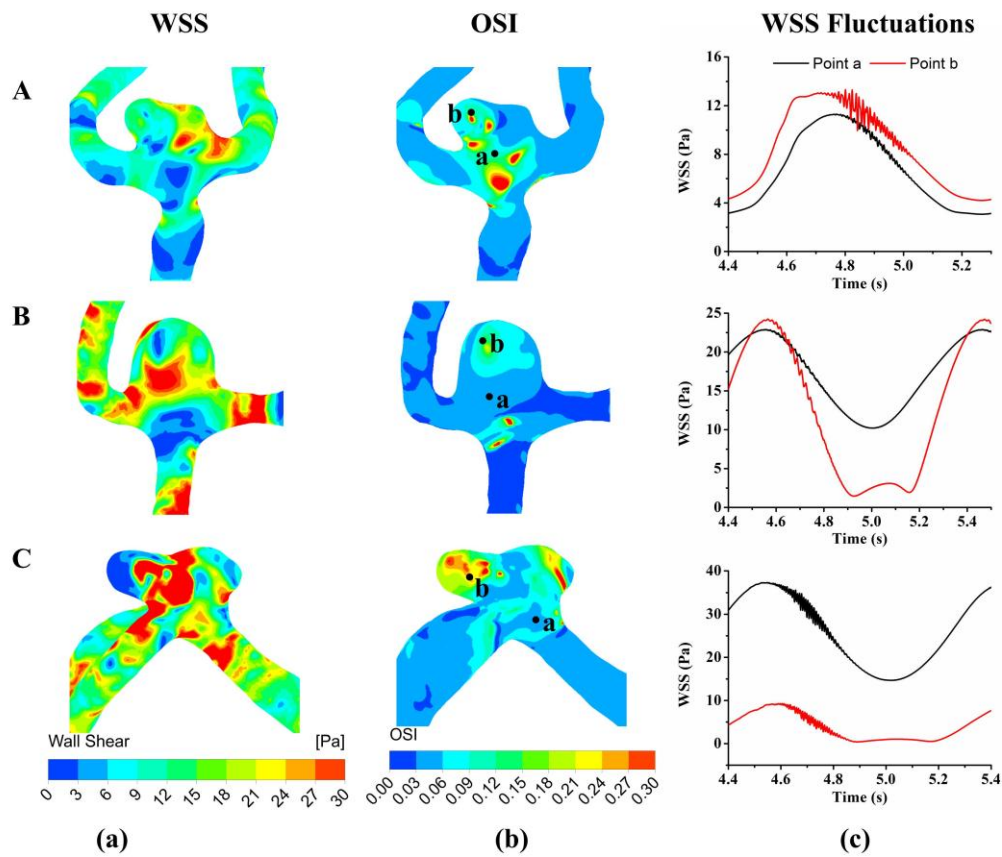 WSS OSI WSS Fluctuations
A
b
a
16
12
8
4
0
WSS (Pa)
Point a Point b
4.4 4.6 4.8 5.0 5.2
Time (s)
B
b
a
25
20
15
10
5
0
WSS (Pa)
4.4 4.6 4.8 5.0 5.2 5.4
Time (s)
C
b
a
40
30
20
10
0
WSS (Pa)
4.4 4.6 4.8 5.0 5.2 5.4
Time (s)
Wall Shear [Pa]
0 3 6 9 12 15 18 21 24 27 30
OSI
0.00 0.03 0.06 0.09 0.12 0.15 0.18 0.21 0.24 0.27 0.30
(a) (b) (c)